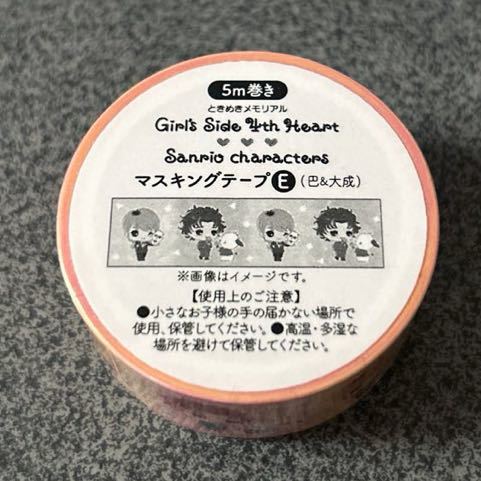 5m巻き
ときめきメモリアル
Girl's Side 4th Heart
Sanrio characters
マスキングテープE(巴&大成)
※画像はイメージです。
【使用上のご注意】
●小さなお子様の手の届かない場所で
使用、保管してください。●高温・多湿な
場所を避けて保管してください。